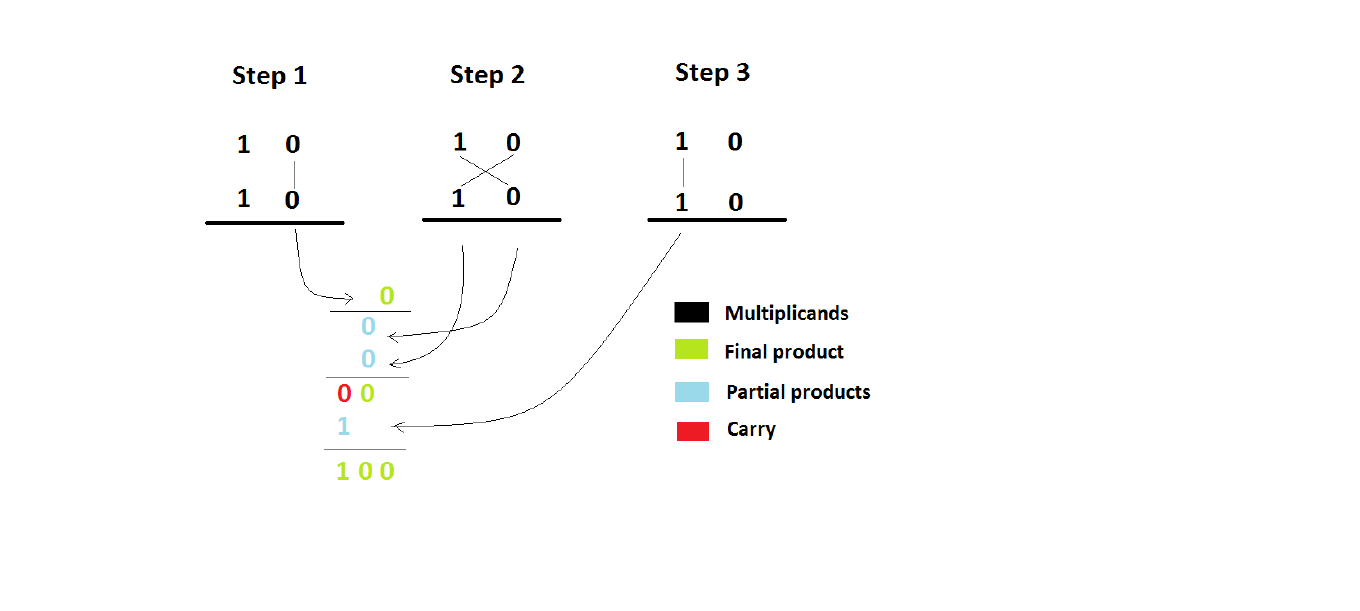 Step 1 Step 2 Step 3
1 0 1 0 1 0
1 0 1 0 1 0
0
0
0
0 0
1
1 0 0
Multiplicands
Final product
Partial products
Carry